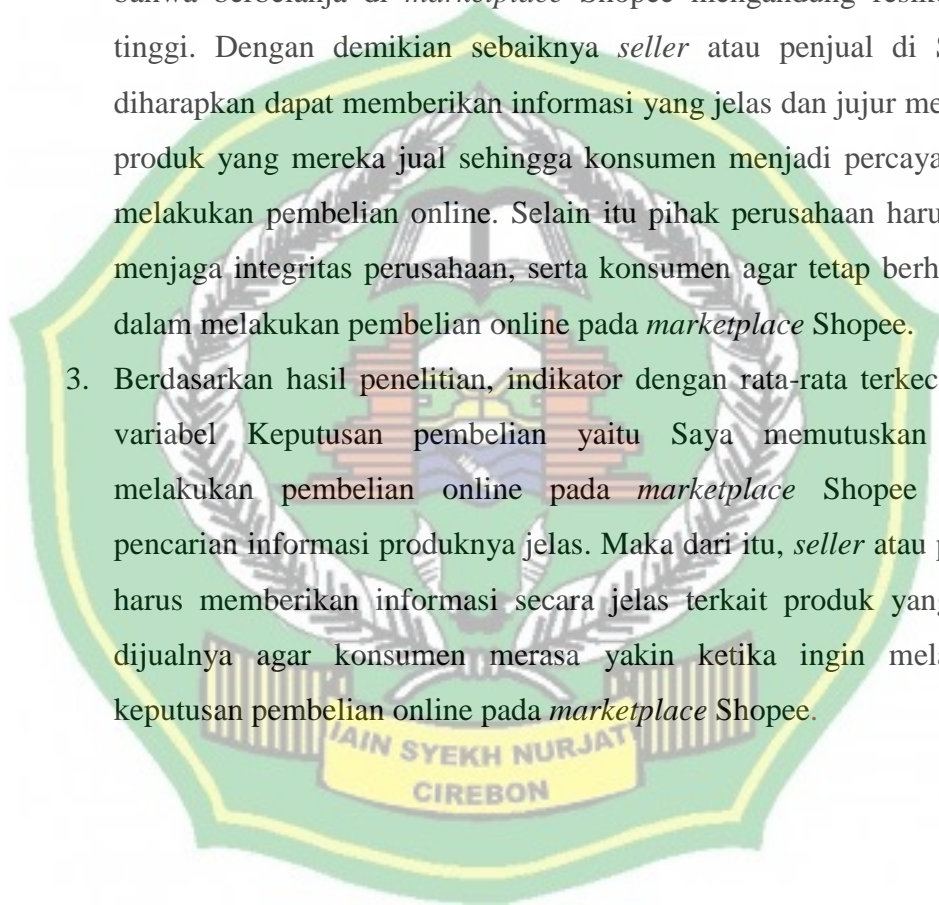 bahwa berbelanja di marketplace Shopee mengandung
tinggi. Dengan demikian sebaiknya seller atau penjual di
diharapkan dapat memberikan informasi yang jelas dan jujur
produk yang mereka jual sehingga konsumen menjadi percaya
melakukan pembelian online. Selain itu pihak perusahaan
menjaga integritas perusahaan, serta konsumen agar tetap
dalam melakukan pembelian online pada marketplace Shopee.
3. Berdasarkan hasil penelitian, indikator dengan rata-rata
variabel Keputusan pembelian yaitu Saya memutuskan
melakukan pembelian online pada marketplace Shopee
pencarian informasi produknya jelas. Maka dari itu, seller atau
harus memberikan informasi secara jelas terkait produk yang
dijualnya agar konsumen merasa yakin ketika ingin
keputusan pembelian online pada marketplace Shopee.
IAIN SYEKH NURJATI
CIREBON